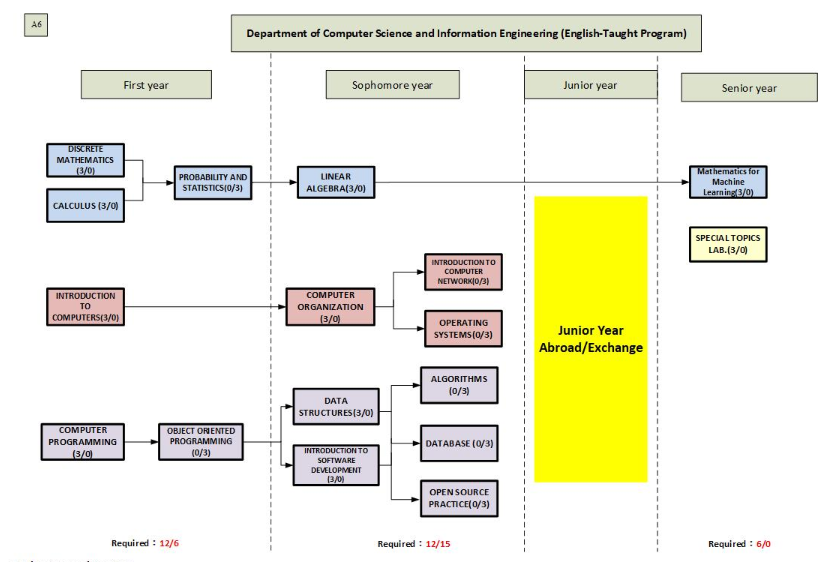 A6
Department of Computer Science and Information Engineering (English-Taught Program)
First year
Sophomore year
Junior year
Senior year
DISCRETE
MATHEMATICS
(3/0)
CALCULUS (3/0)
PROBABILITY AND
STATISTICS(0/3)
LINEAR
ALGEBRA(3/0)
Mathematics for
Machine
Learning(3/0)
SPECIAL TOPICS
LAB.(3/0)
INTRODUCTION
TO
COMPUTERS(3/0)
COMPUTER
ORGANIZATION
(3/0)
INTRODUCTION TO
COMPUTER
NETWORK(0/3)
OPERATING
SYSTEMS(0/3)
Junior Year
Abroad/Exchange
COMPUTER
PROGRAMMING
(3/0)
OBJECT ORIENTED
PROGRAMMING
(0/3)
DATA
STRUCTURES(3/0)
INTRODUCTION TO
SOFTWARE
DEVELOPMENT
(3/0)
ALGORITHMS
(0/3)
DATABASE (0/3)
OPEN SOURCE
PRACTICE(0/3)
Required：12/6
Required：12/15
Required：6/0